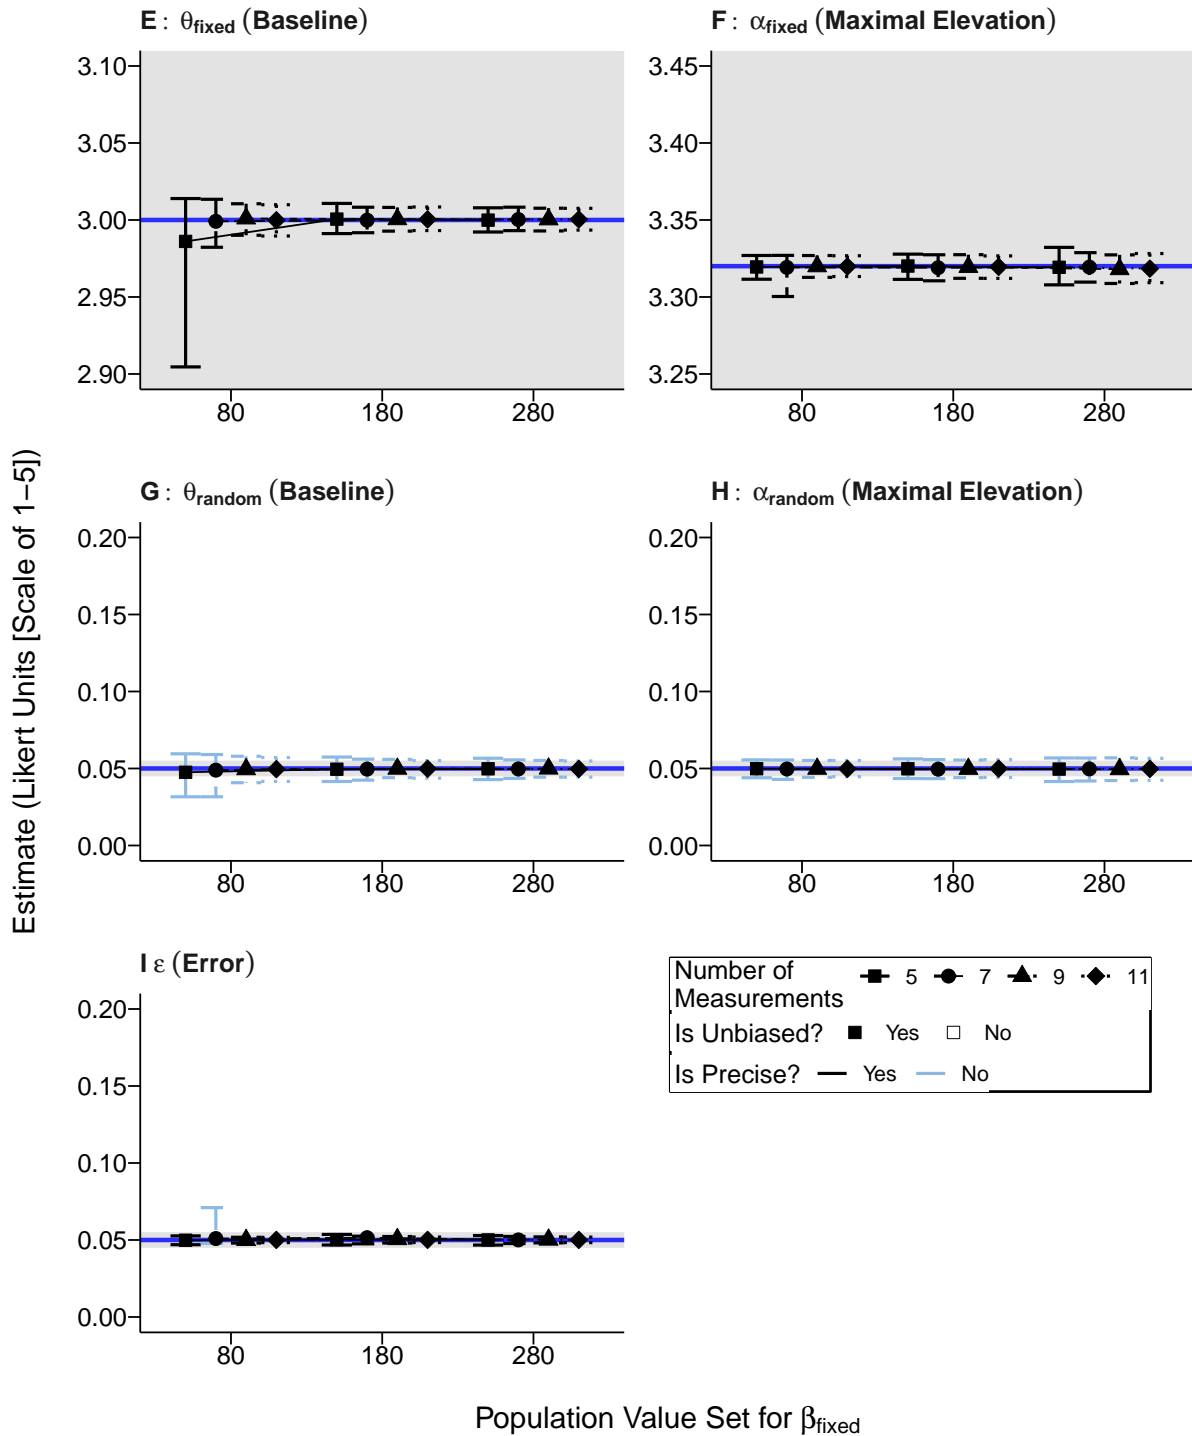 E : θfixed (Baseline)
3.10
3.05
3.00
2.95
2.90
80 180 280
F : αfixed (Maximal Elevation)
3.45
3.40
3.35
3.30
3.25
80 180 280
Estimate (Likert Units [Scale of 1−5])
G : θrandom (Baseline)
0.20
0.15
0.10
0.05
0.00
80 180 280
H : αrandom (Maximal Elevation)
0.20
0.15
0.10
0.05
0.00
80 180 280
I ε (Error)
0.20
0.15
0.10
0.05
0.00
80 180 280
Number of
Measurements
5 7 9 11
Is Unbiased? Yes No
Is Precise? Yes No
Population Value Set for βfixed